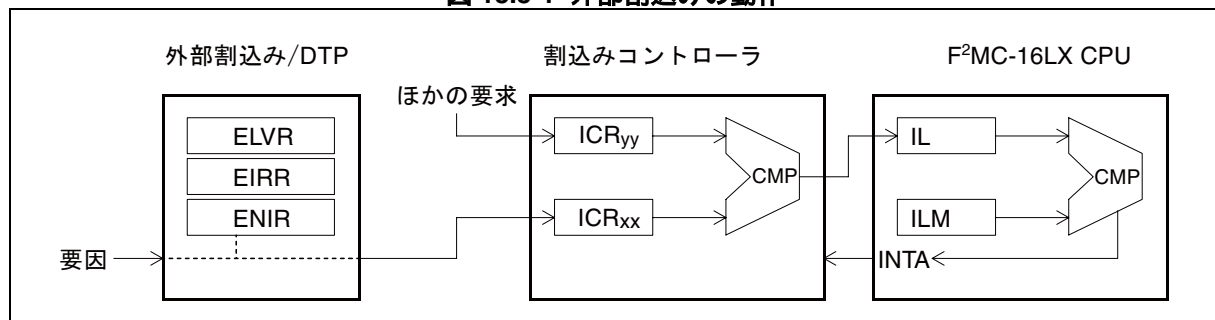 外部割込み/DTP
割込みコントローラ
F²MC-16LX CPU
ほかの要求
ELVR
EIRR
ENIR
要因
ICRyy
ICRxx
CMP
IL
ILM
CMP
INTA